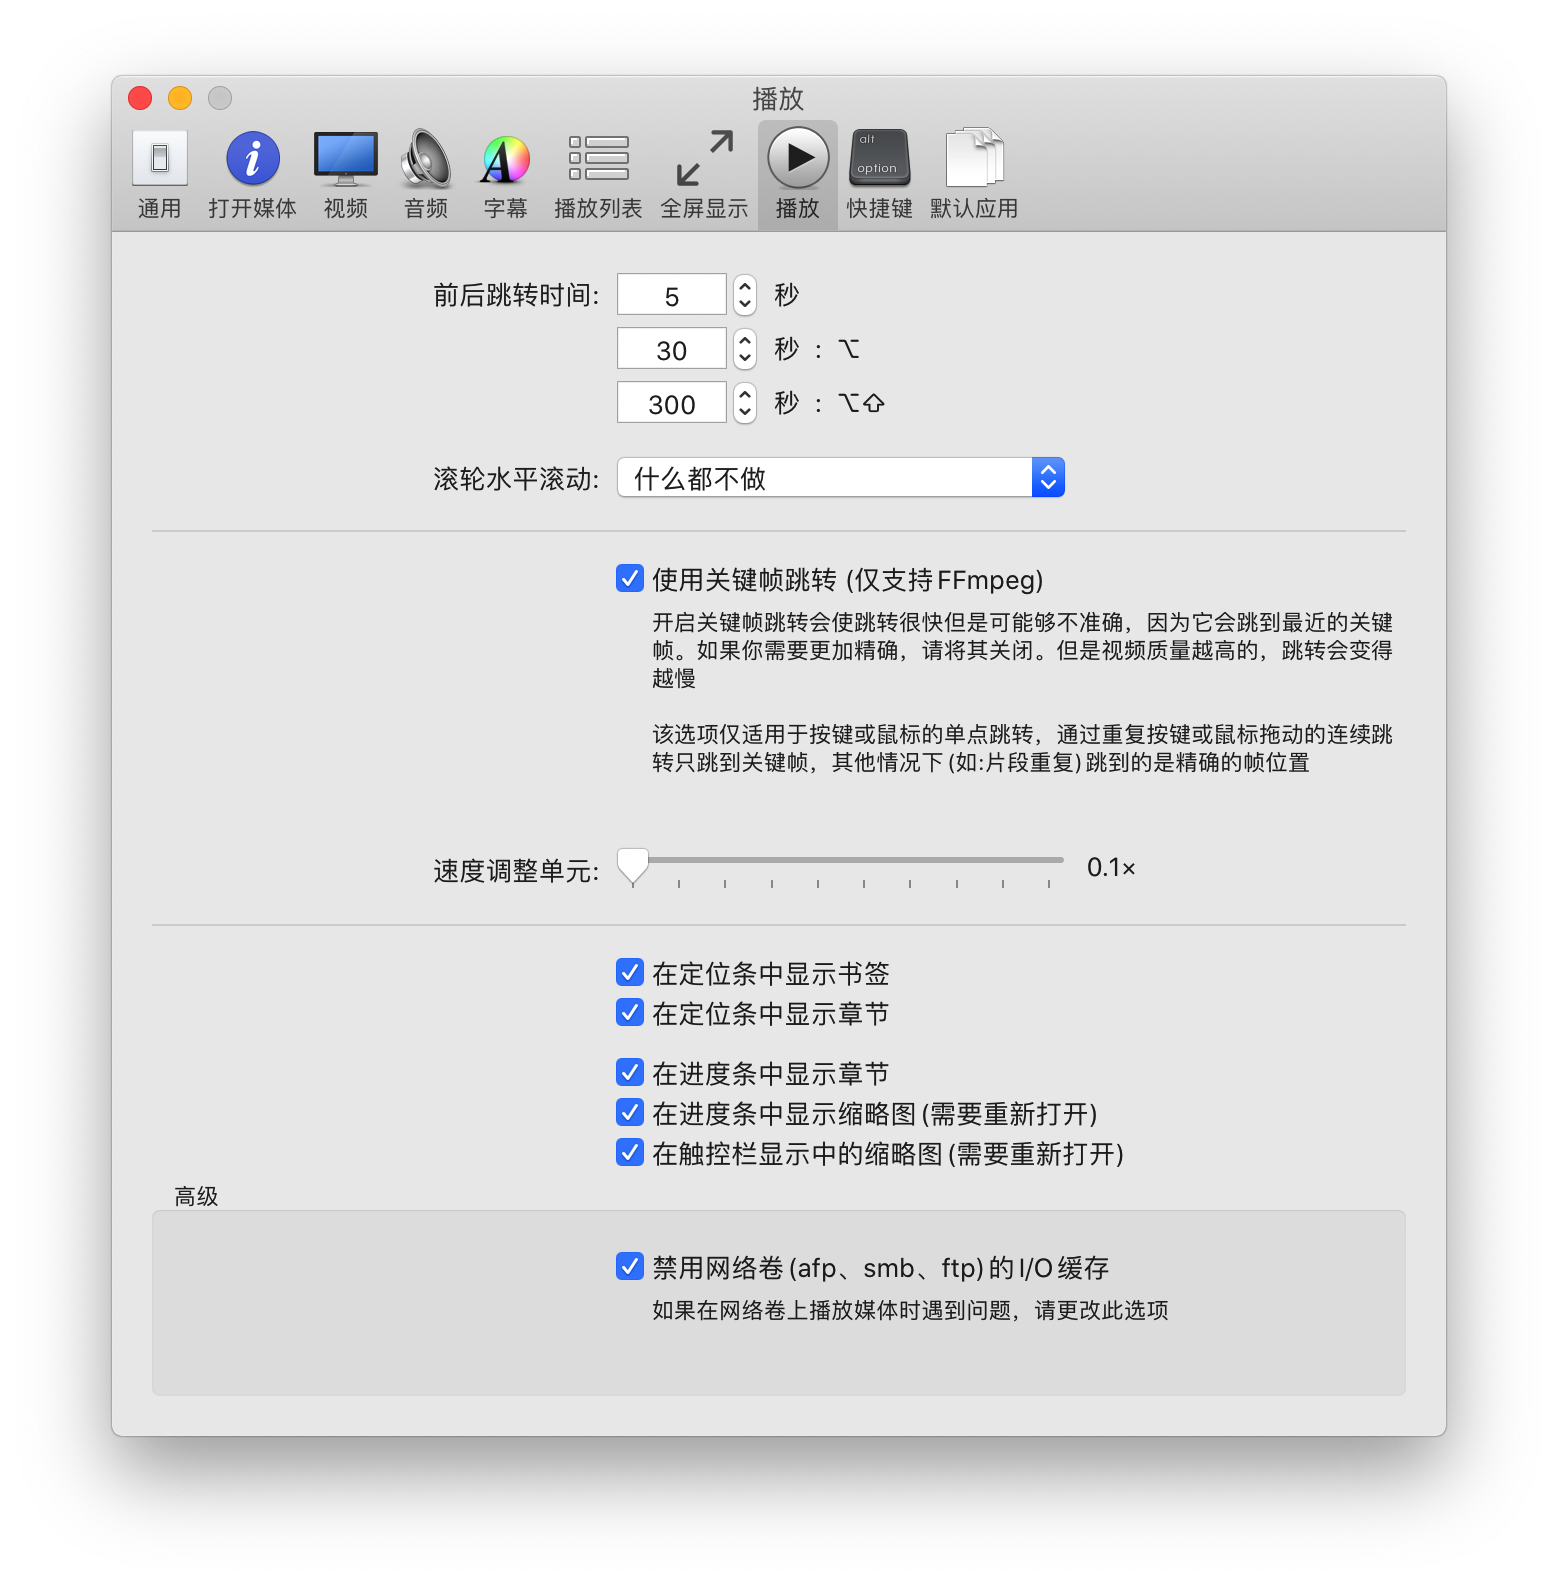 播放
alt
option
通用 打开媒体 视频 音频 字幕 播放列表 全屏显示 播放 快捷键 默认应用
前后跳转时间: 5 秒
30 秒 : ⌥
300 秒 : ⌥⇧
滚轮水平滚动: 什么都不做
使用关键帧跳转 (仅支持 FFmpeg)
开启关键帧跳转会使跳转很快但是可能够不准确，因为它会跳到最近的关键
帧。如果你需要更加精确，请将其关闭。但是视频质量越高的，跳转会变得
越慢
该选项仅适用于按键或鼠标的单点跳转，通过重复按键或鼠标拖动的连续跳
转只跳到关键帧，其他情况下 (如:片段重复) 跳到的是精确的帧位置
速度调整单元: 0.1×
在定位条中显示书签
在定位条中显示章节
在进度条中显示章节
在进度条中显示缩略图 (需要重新打开)
在触控栏显示中的缩略图 (需要重新打开)
高级
禁用网络卷 (afp、smb、ftp) 的 I/O 缓存
如果在网络卷上播放媒体时遇到问题，请更改此选项